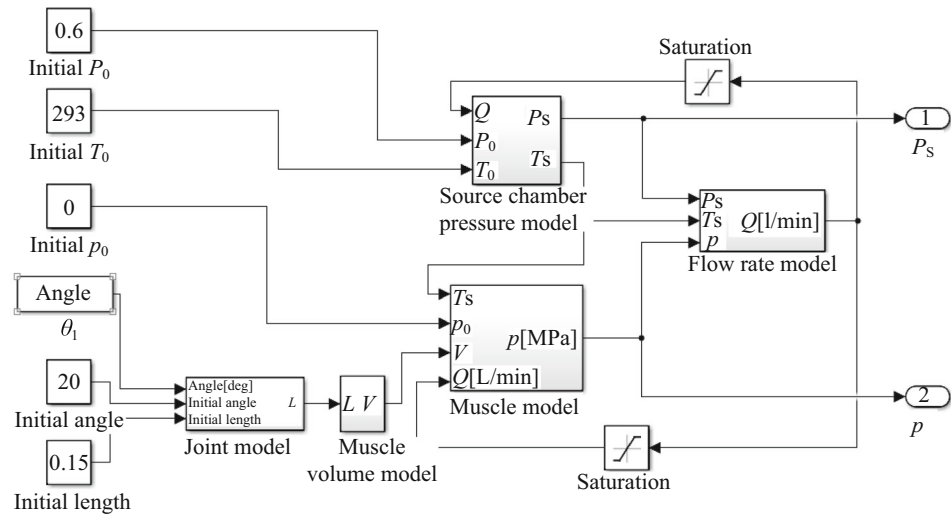 0.6
Initial P₀
293
Initial T₀
0
Initial p₀
Angle
θ₁
20
Initial angle
0.15
Initial length
Angle[deg]
Initial angle
Initial length
L
Joint model
L V
Muscle
volume model
Q
P₀
T₀
Ps
Ts
Source chamber
pressure model
Ts
p₀
V
Q[L/min]
p[MPa]
Muscle model
Saturation
Ps
Ts
p
Q[l/min]
Flow rate model
Saturation
1
P_S
2
p